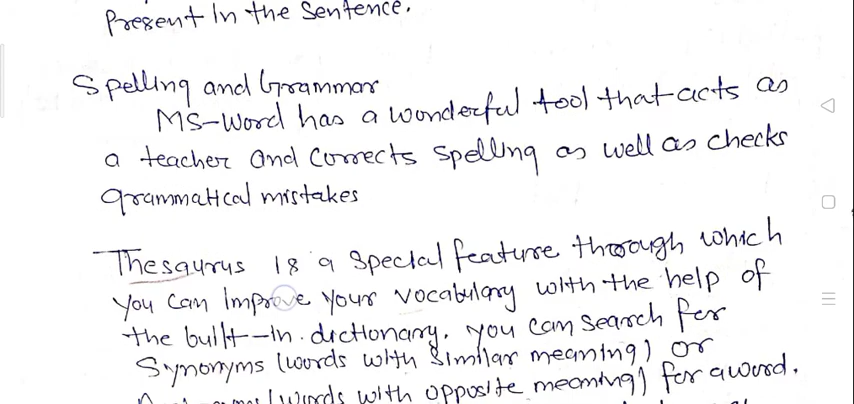 Present In the Sentence.
Spelling and Grammar
MS-Word has a wonderful tool that acts as
a teacher and corrects spelling as well as checks
grammatical mistakes
Thesaurus is a special feature through which
you can improve your vocabulary with the help of
the built-in dictionary. you can search for
Synonyms (words with similar meaning) or
(words with opposite meaning) for a word.